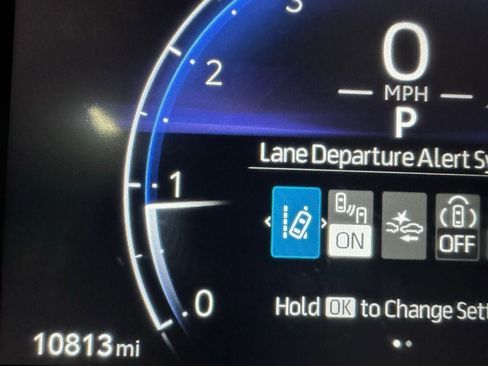 3
2
1
0
0
MPH
P
Lane Departure Alert Sy
ON
OFF
Hold OK to Change Sett
10813 mi